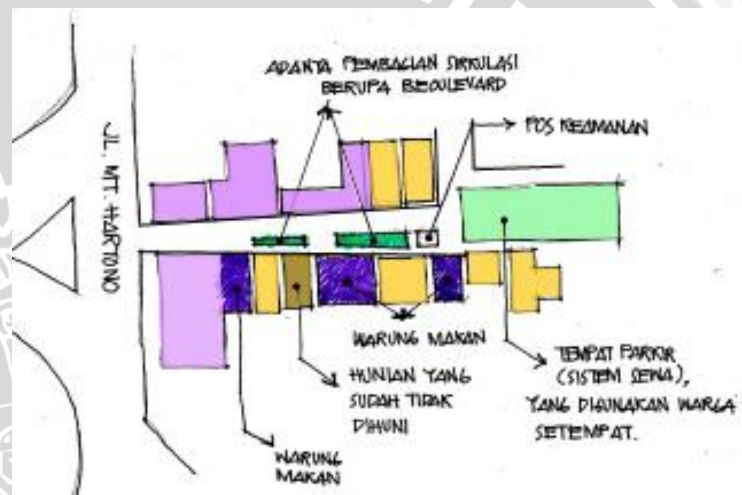 ADANYA PEMBAGIAN SIRKULASI
BERUPA BEOULEVARD
POS KEAMANAN
JL. MT. HARTONO
WARUNG MAKAN
HUNIAN YANG
SUDAH TIDAK
DIHUNI
WARUNG
MAKAN
TEMPAT PARKIR
(SISTEM SEWA),
YANG DIGUNAKAN WARGA
SETEMPAT.